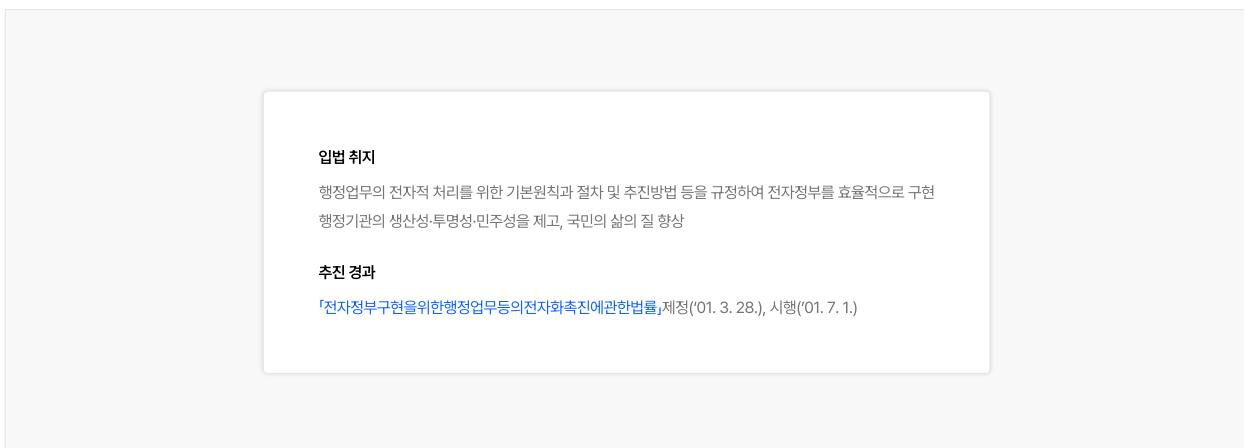 입법 취지
행정업무의 전자적 처리를 위한 기본원칙과 절차 및 추진방법 등을 규정하여 전자정부를 효율적으로 구현
행정기관의 생산성·투명성·민주성을 제고, 국민의 삶의 질 향상
추진 경과
「전자정부구현을위한행정업무등의전자화촉진에관한법률」제정(‘01. 3. 28.), 시행(’01. 7. 1.)